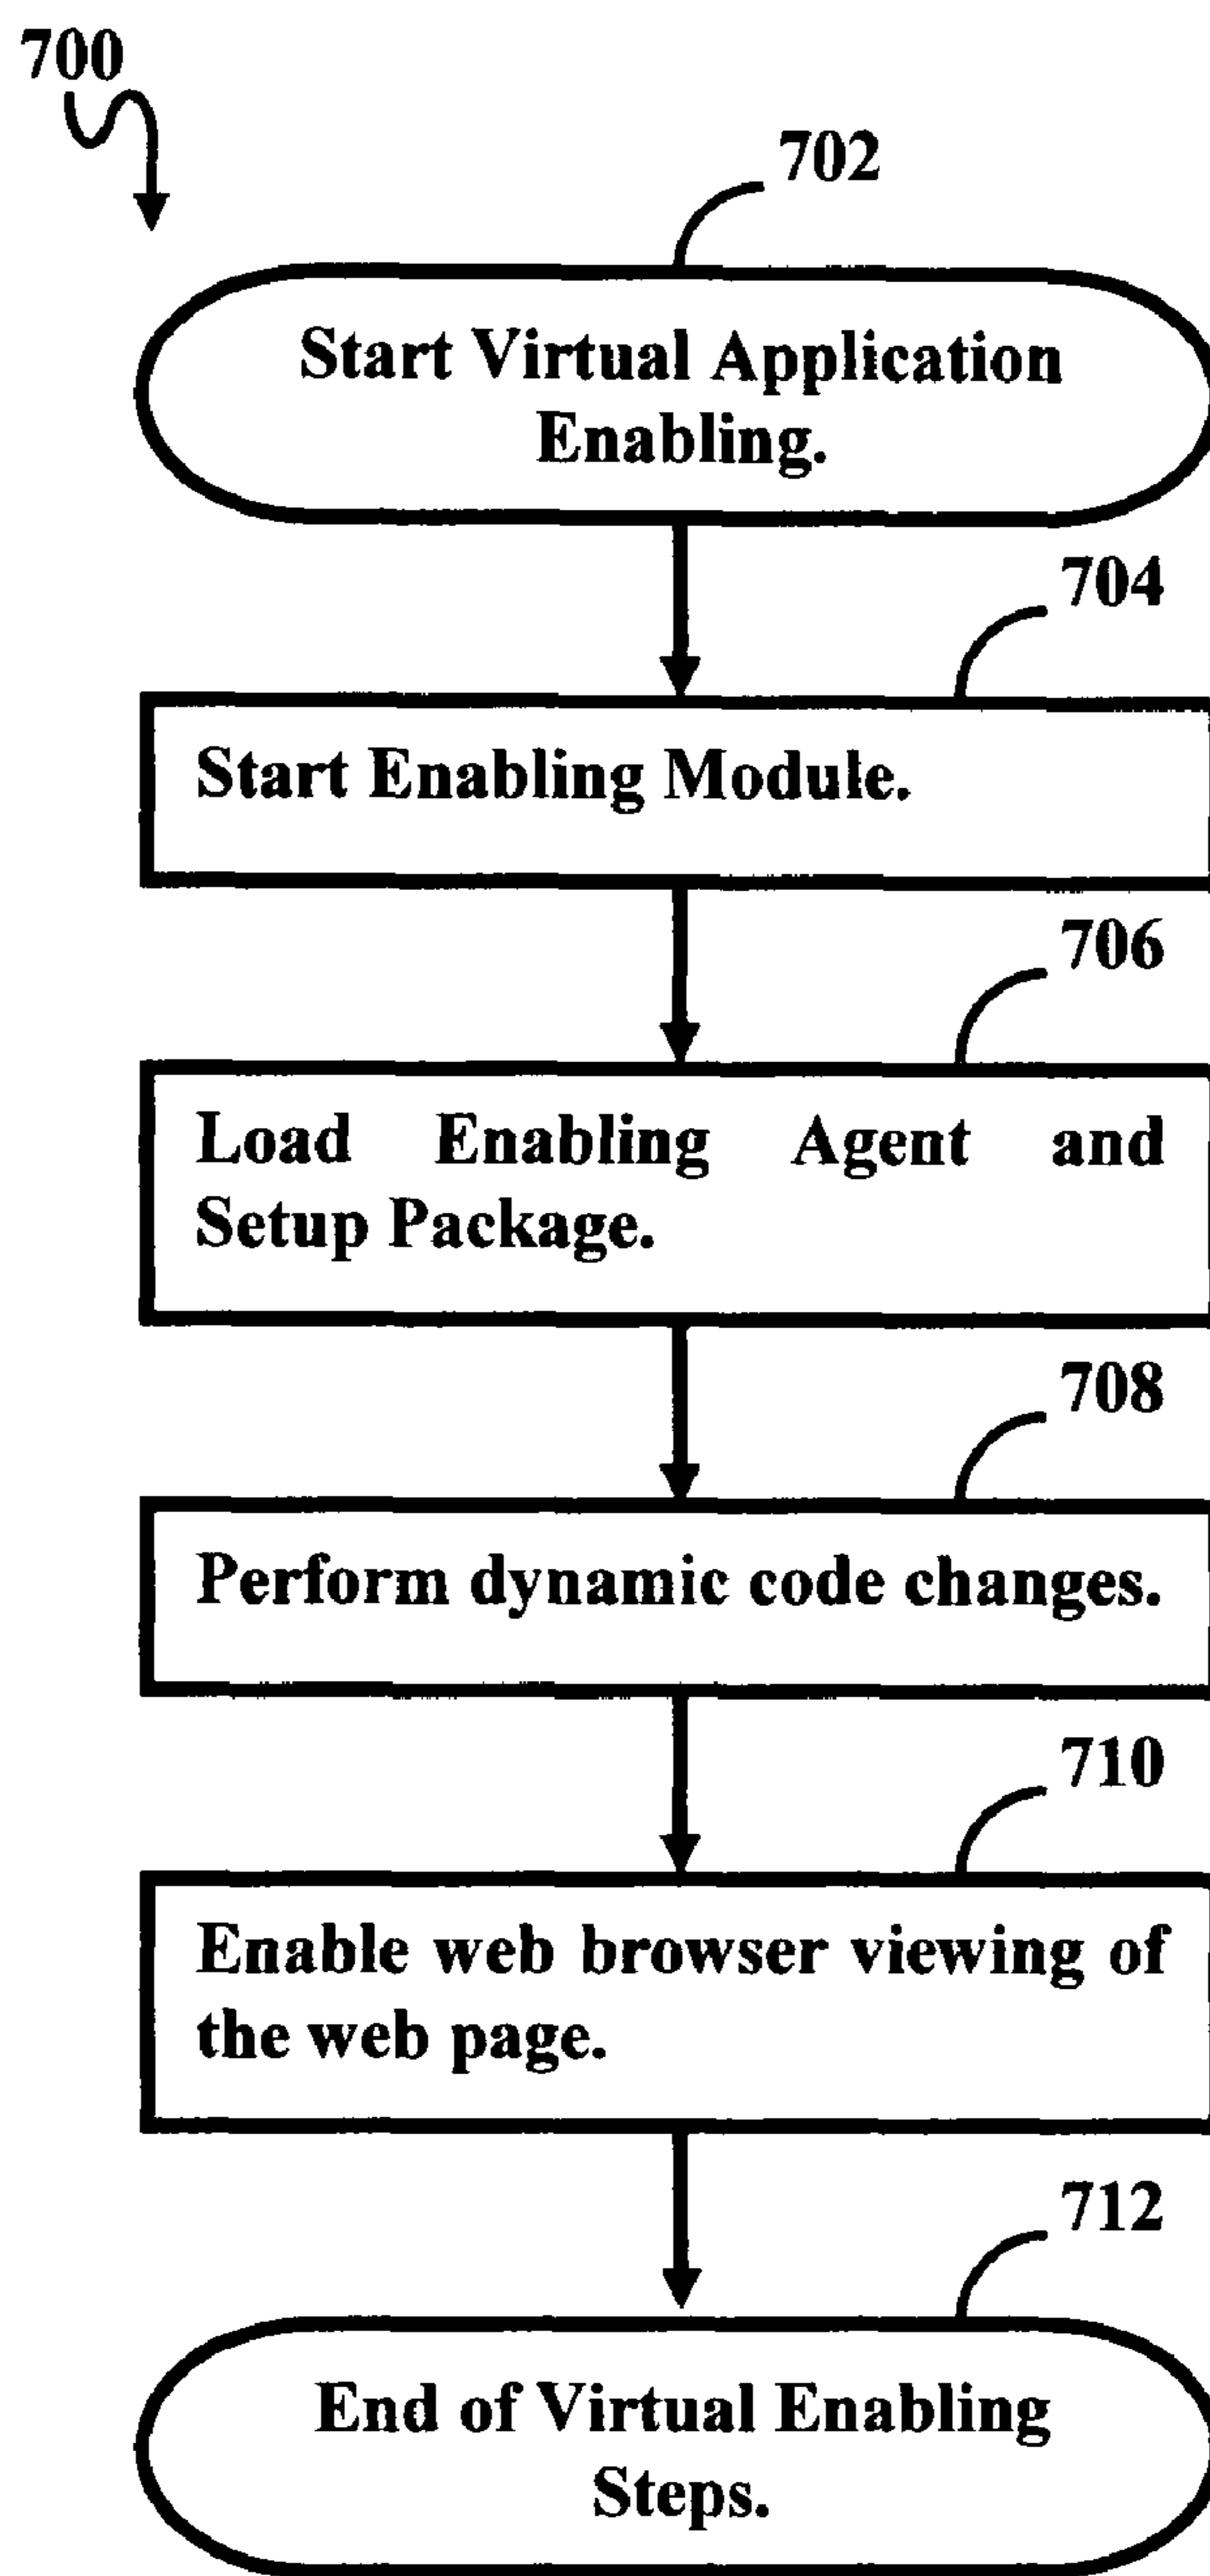 700
702
Start Virtual Application
Enabling.
704
Start Enabling Module.
706
Load Enabling Agent and
Setup Package.
708
Perform dynamic code changes.
710
Enable web browser viewing of
the web page.
712
End of Virtual Enabling
Steps.